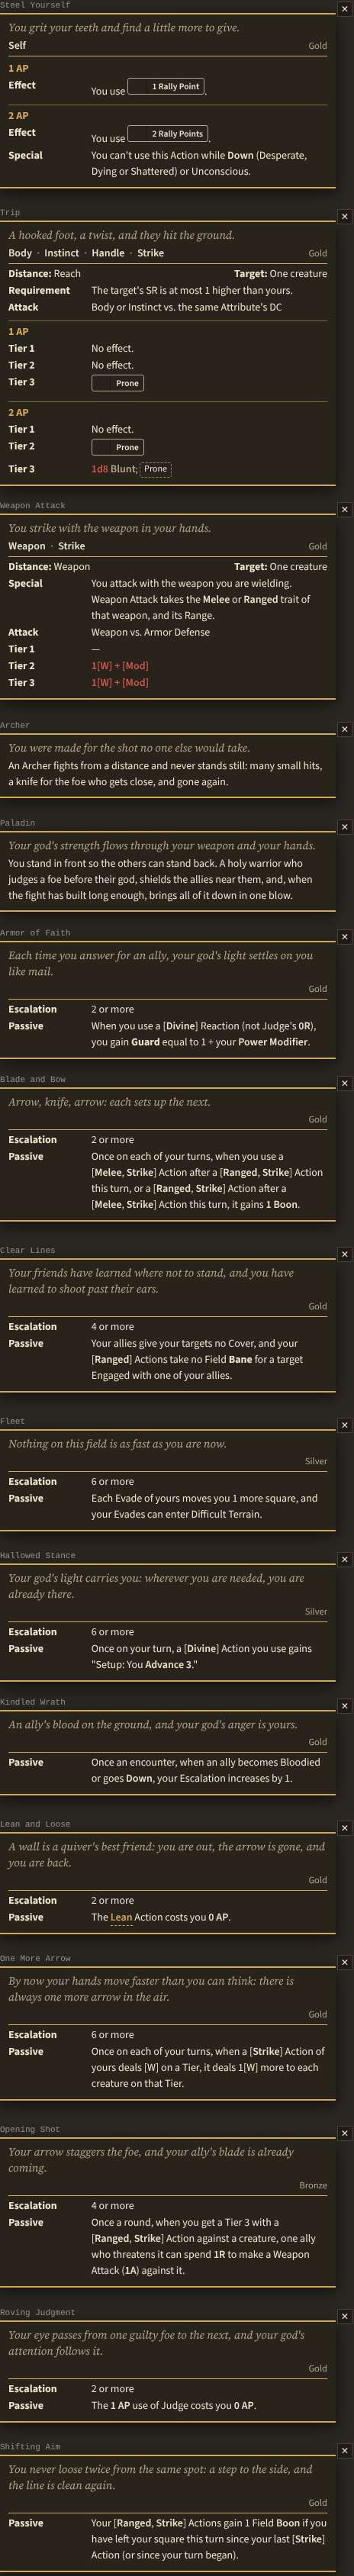 Steel Yourself
×
You grit your teeth and find a little more to give.
Self Gold
1 AP
Effect You use 1 Rally Point.
2 AP
Effect You use 2 Rally Points.
Special You can't use this Action while Down (Desperate,
Dying or Shattered) or Unconscious.
Trip
×
A hooked foot, a twist, and they hit the ground.
Body · Instinct · Handle · Strike Gold
Distance: Reach Target: One creature
Requirement The target's SR is at most 1 higher than yours.
Attack Body or Instinct vs. the same Attribute's DC
1 AP
Tier 1 No effect.
Tier 2 No effect.
Tier 3 Prone
2 AP
Tier 1 No effect.
Tier 2 Prone
Tier 3 1d8 Blunt; Prone
Weapon Attack
×
You strike with the weapon in your hands.
Weapon · Strike Gold
Distance: Weapon Target: One creature
Special You attack with the weapon you are wielding.
Weapon Attack takes the Melee or Ranged trait of
that weapon, and its Range.
Attack Weapon vs. Armor Defense
Tier 1 —
Tier 2 1[W] + [Mod]
Tier 3 1[W] + [Mod]
Archer
×
You were made for the shot no one else would take.
An Archer fights from a distance and never stands still: many small hits,
a knife for the foe who gets close, and gone again.
Paladin
×
Your god's strength flows through your weapon and your hands.
You stand in front so the others can stand back. A holy warrior who
judges a foe before their god, shields the allies near them, and, when
the fight has built long enough, brings all of it down in one blow.
Armor of Faith
×
Each time you answer for an ally, your god's light settles on you
like mail.
Gold
Escalation 2 or more
Passive When you use a [Divine] Reaction (not Judge's 0R),
you gain Guard equal to 1 + your Power Modifier.
Blade and Bow
×
Arrow, knife, arrow: each sets up the next.
Gold
Escalation 2 or more
Passive Once on each of your turns, when you use a
[Melee, Strike] Action after a [Ranged, Strike] Action
this turn, or a [Ranged, Strike] Action after a
[Melee, Strike] Action this turn, it gains 1 Boon.
Clear Lines
×
Your friends have learned where not to stand, and you have
learned to shoot past their ears.
Gold
Escalation 4 or more
Passive Your allies give your targets no Cover, and your
[Ranged] Actions take no Field Bane for a target
Engaged with one of your allies.
Fleet
×
Nothing on this field is as fast as you are now.
Silver
Escalation 6 or more
Passive Each Evade of yours moves you 1 more square, and
your Evades can enter Difficult Terrain.
Hallowed Stance
×
Your god's light carries you: wherever you are needed, you are
already there.
Silver
Escalation 6 or more
Passive Once on your turn, a [Divine] Action you use gains
"Setup: You Advance 3."
Kindled Wrath
×
An ally's blood on the ground, and your god's anger is yours.
Gold
Passive Once an encounter, when an ally becomes Bloodied
or goes Down, your Escalation increases by 1.
Lean and Loose
×
A wall is a quiver's best friend: you are out, the arrow is gone, and
you are back.
Gold
Escalation 2 or more
Passive The Lean Action costs you 0 AP.
One More Arrow
×
By now your hands move faster than you can think: there is
always one more arrow in the air.
Gold
Escalation 6 or more
Passive Once on each of your turns, when a [Strike] Action of
yours deals [W] on a Tier, it deals 1[W] more to each
creature on that Tier.
Opening Shot
×
Your arrow staggers the foe, and your ally's blade is already
coming.
Bronze
Escalation 4 or more
Passive Once a round, when you get a Tier 3 with a
[Ranged, Strike] Action against a creature, one ally
who threatens it can spend 1R to make a Weapon
Attack (1A) against it.
Roving Judgment
×
Your eye passes from one guilty foe to the next, and your god's
attention follows it.
Gold
Escalation 2 or more
Passive The 1 AP use of Judge costs you 0 AP.
Shifting Aim
×
You never loose twice from the same spot: a step to the side, and
the line is clean again.
Gold
Passive Your [Ranged, Strike] Actions gain 1 Field Boon if you
have left your square this turn since your last [Strike]
Action (or since your turn began).